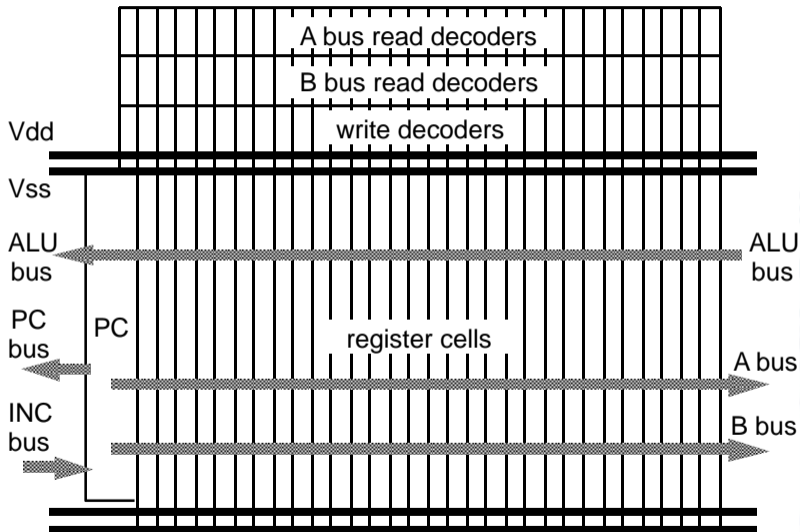 A bus read decoders
B bus read decoders
write decoders
Vdd
Vss
ALU
bus
ALU
bus
PC
bus
PC
register cells
A bus
INC
bus
B bus